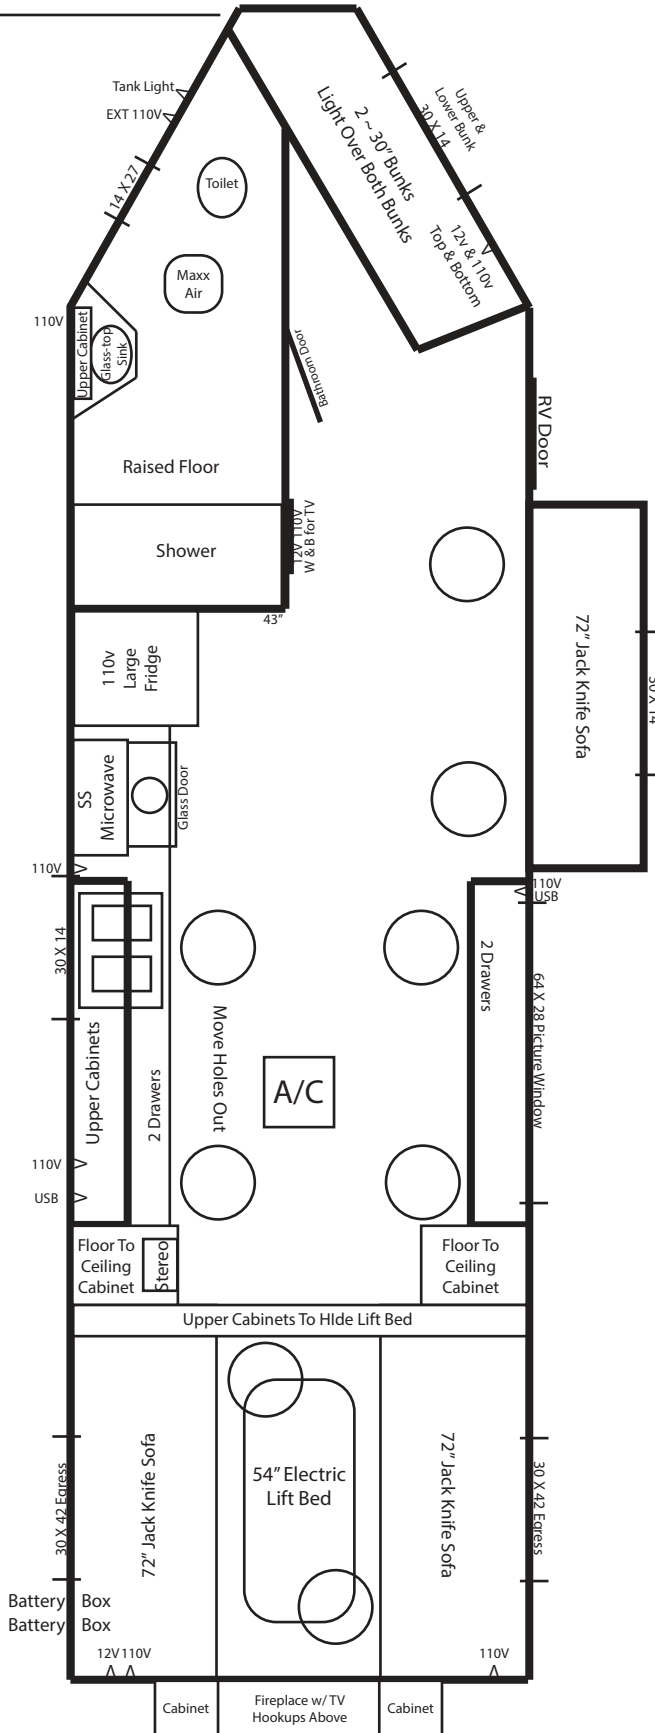 Tank Light
EXT 110V
14 X 27
Toilet
Maxx
Air
Upper &
Lower Bunk
30 X 14
2 ~ 30" Bunks
Light Over Both Bunks
12v & 110v
Top & Bottom
110V
Upper Cabinet
Glass-top
Sink
Bathroom Door
RV Door
Raised Floor
Shower
12V 110V
W & B for TV
43"
110v
Large
Fridge
72" Jack Knife Sofa
30 X 14
SS
Microwave
Glass Door
110V
110V
USB
30 X 14
2 Drawers
64 X 28 Picture Window
Upper Cabinets
2 Drawers
Move Holes Out
A/C
110V
USB
Floor To
Ceiling
Cabinet
Stereo
Floor To
Ceiling
Cabinet
Upper Cabinets To HIde Lift Bed
30 X 42 Egress
72" Jack Knife Sofa
54" Electric
Lift Bed
72" Jack Knife Sofa
30 X 42 Egress
Battery Box
Battery Box
12V 110V
110V
Cabinet
Fireplace w/ TV
Hookups Above
Cabinet